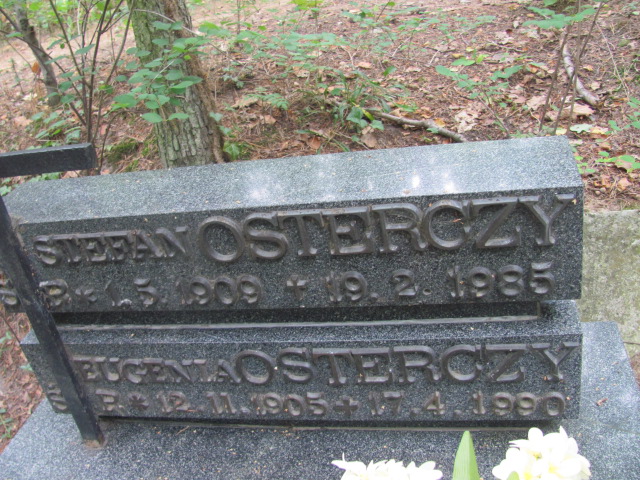 STEFAN OSTERCZY
Ś. P. * 1. 5. 1909 + 19. 2. 1985
EUGENIA OSTERCZY
Ś. P. * 12. 11. 1905 + 17. 4. 1990